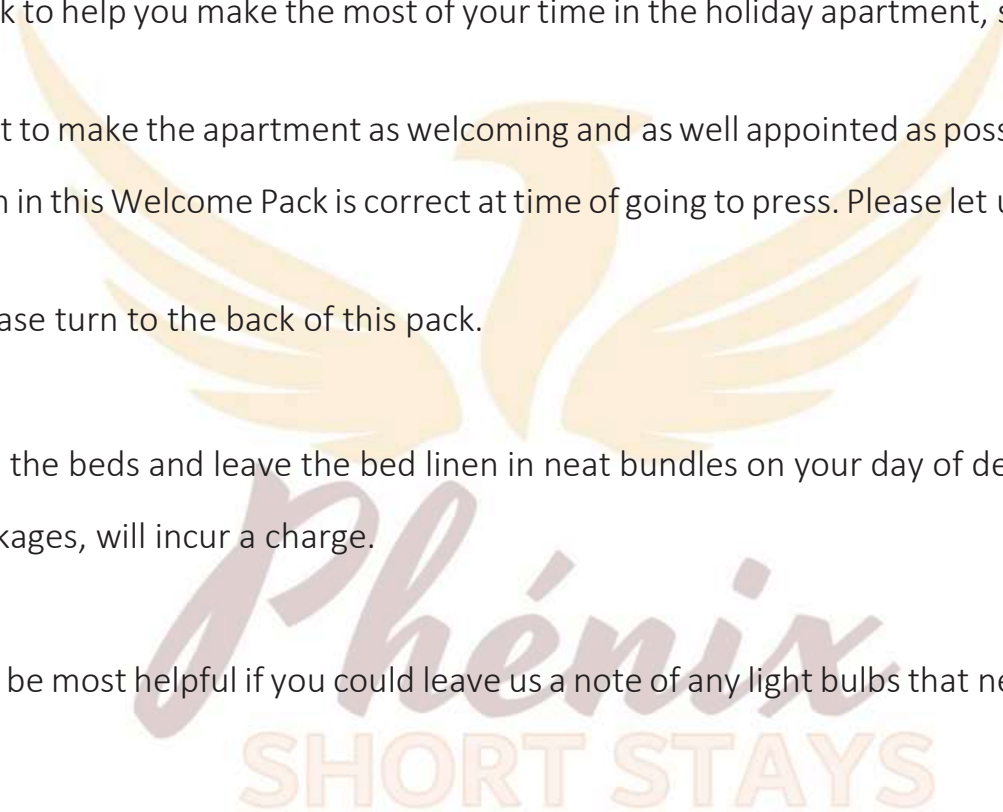 k to help you make the most of your time in the holiday apartment, s
t to make the apartment as welcoming and as well appointed as poss
n in this Welcome Pack is correct at time of going to press. Please let u
ase turn to the back of this pack.
the beds and leave the bed linen in neat bundles on your day of de
kages, will incur a charge.
be most helpful if you could leave us a note of any light bulbs that ne
Phénix
SHORT STAYS